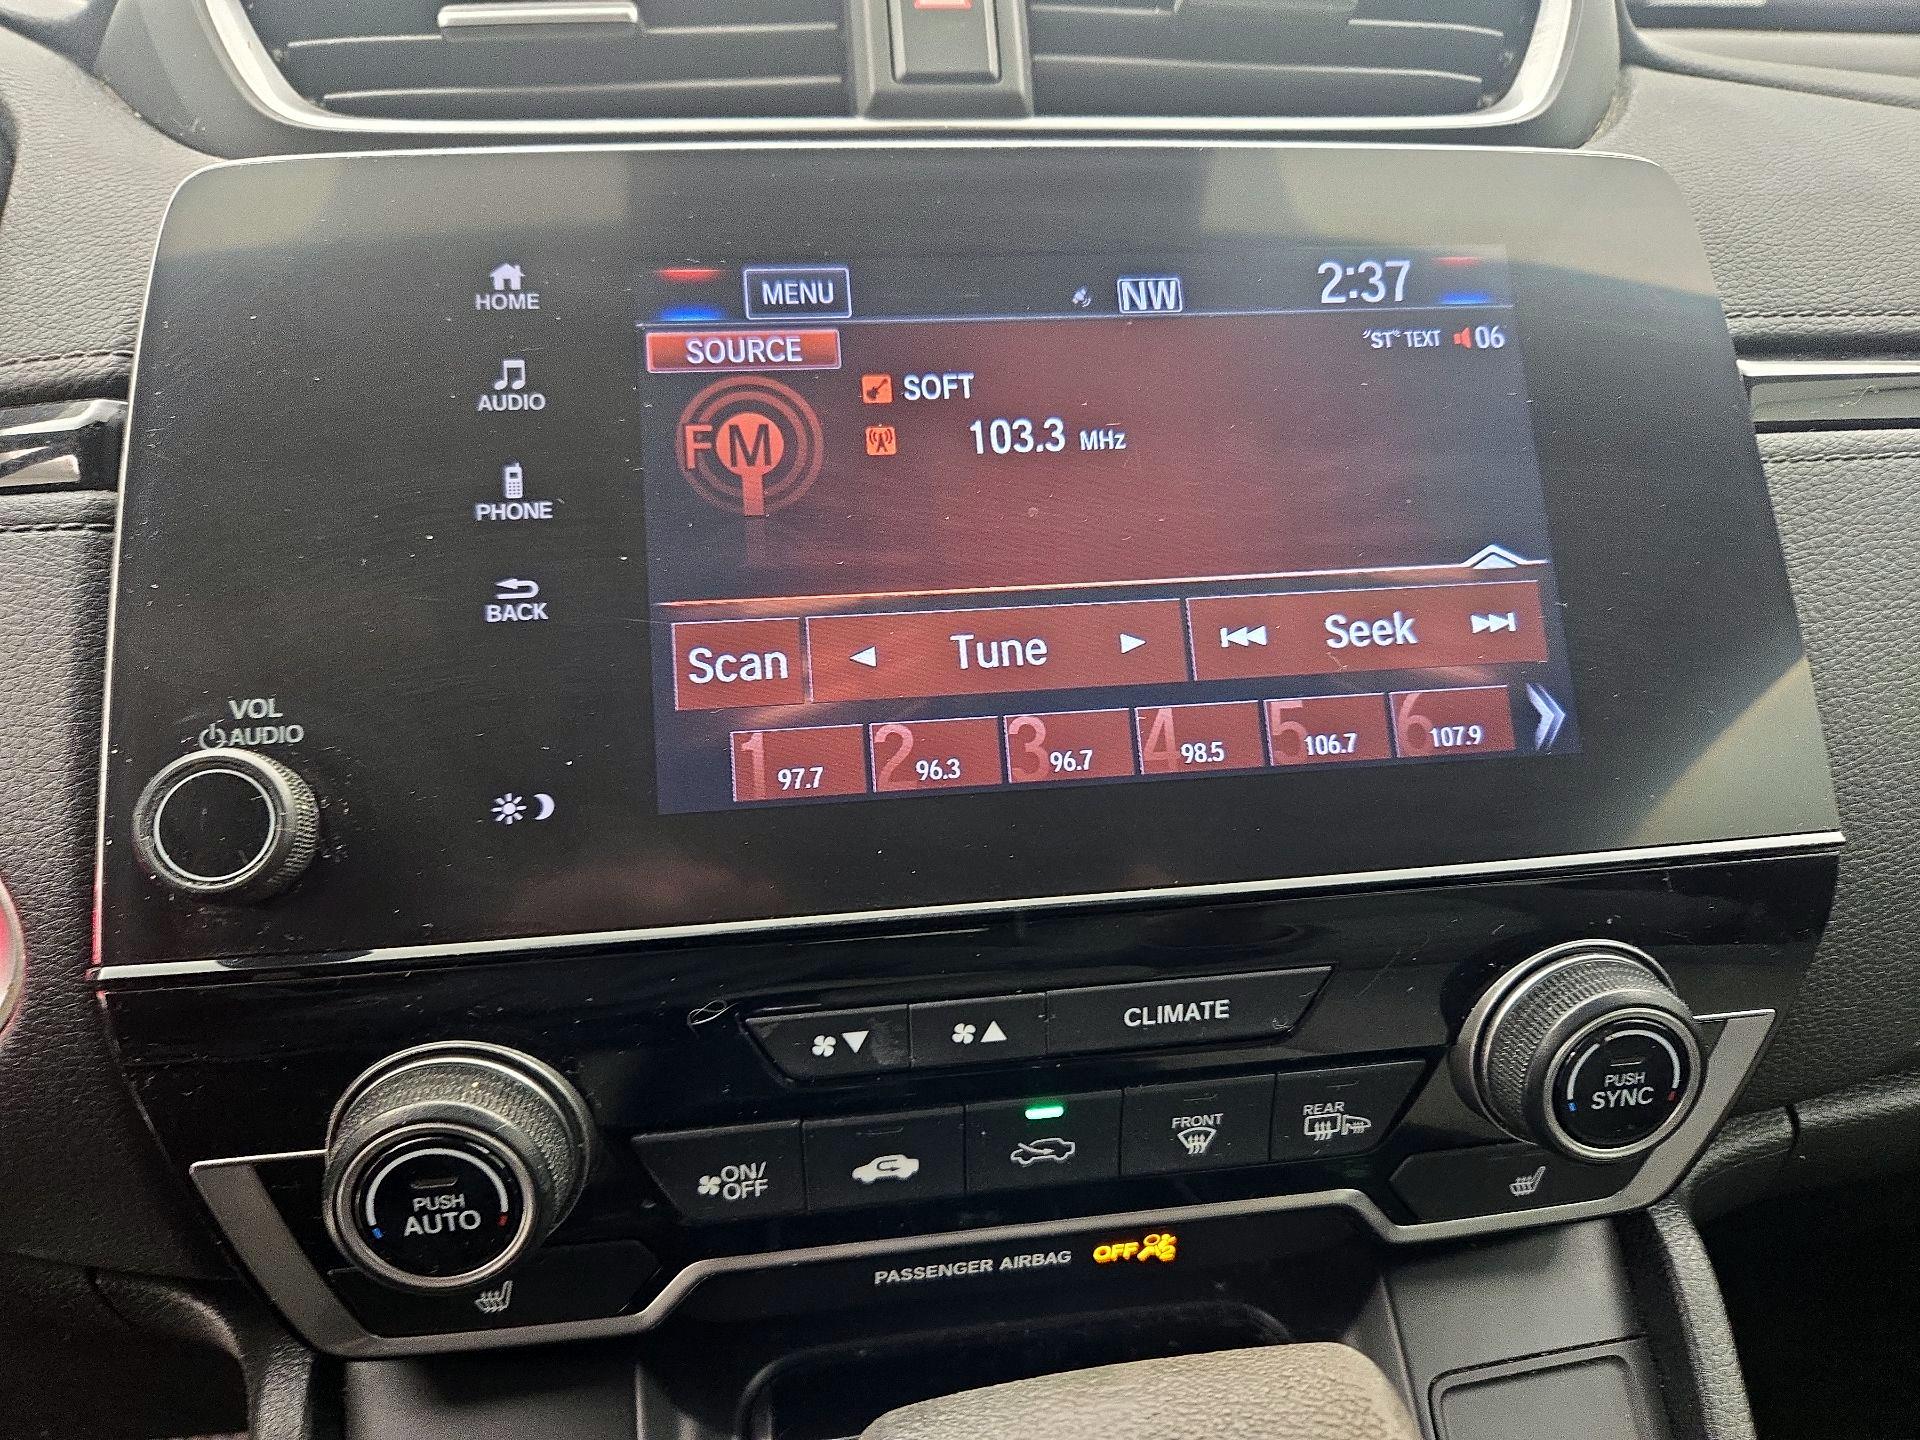 HOME
MENU
NW
2:37
SOURCE
"ST" TEXT
06
AUDIO
FM
SOFT
103.3 MHz
PHONE
BACK
Scan
Tune
Seek
VOL
AUDIO
1 97.7
2 96.3
3 96.7
4 98.5
5 106.7
6 107.9
CLIMATE
PUSH
AUTO
ON/
OFF
FRONT
REAR
PUSH
SYNC
PASSENGER AIRBAG OFF